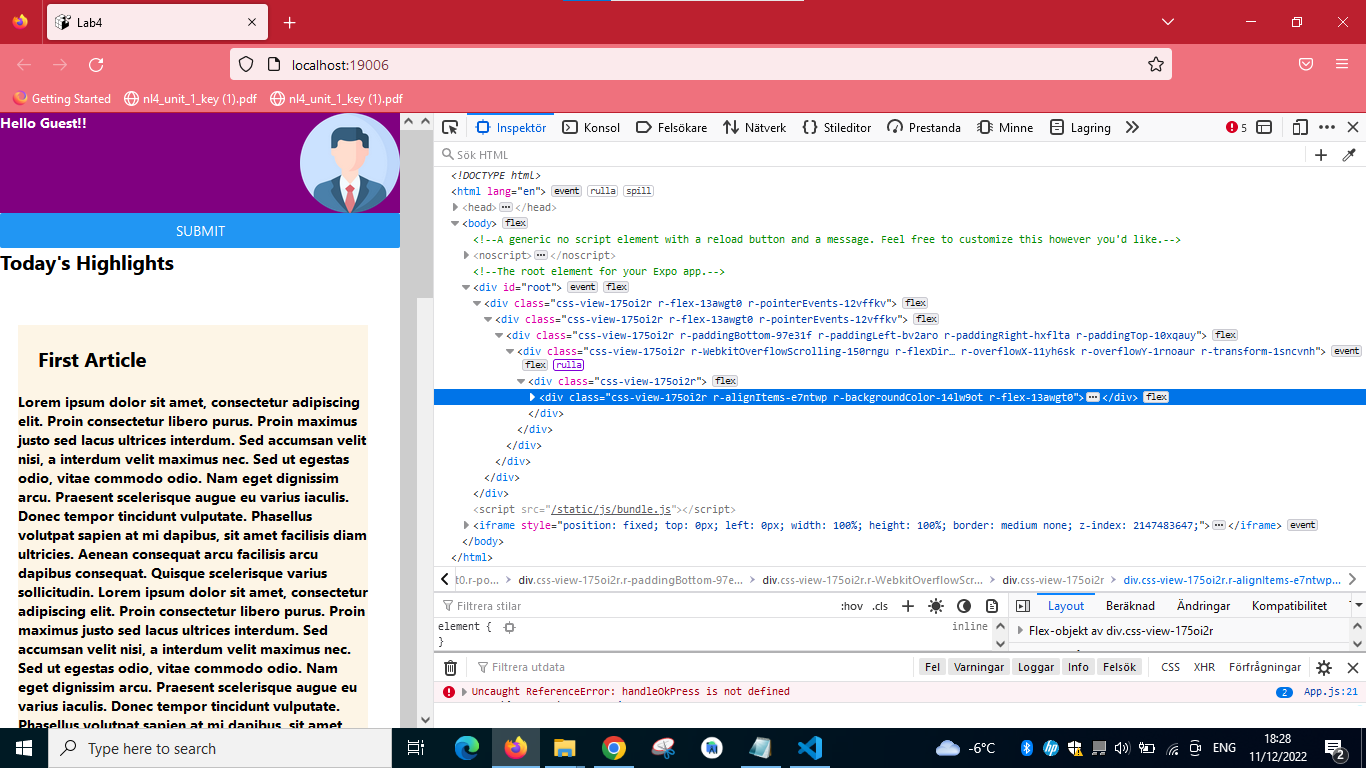 Lab4
localhost:19006
Getting Started nl4_unit_1_key (1).pdf nl4_unit_1_key (1).pdf
Hello Guest!!
SUBMIT
Today's Highlights
First Article
Lorem ipsum dolor sit amet, consectetur adipiscing
elit. Proin consectetur libero purus. Proin maximus
justo sed lacus ultrices interdum. Sed accumsan velit
nisi, a interdum velit maximus nec. Sed ut egestas
odio, vitae commodo odio. Nam eget dignissim
arcu. Praesent scelerisque augue eu varius iaculis.
Donec tempor tincidunt vulputate. Phasellus
volutpat sapien at mi dapibus, sit amet facilisis diam
ultricies. Aenean consequat arcu facilisis arcu
dapibus consequat. Quisque scelerisque varius
sollicitudin. Lorem ipsum dolor sit amet, consectetur
adipiscing elit. Proin consectetur libero purus. Proin
maximus justo sed lacus ultrices interdum. Sed
accumsan velit nisi, a interdum velit maximus nec.
Sed ut egestas odio, vitae commodo odio. Nam
eget dignissim arcu. Praesent scelerisque augue eu
varius iaculis. Donec tempor tincidunt vulputate.
Phasellus volutpat sapien at mi dapibus, sit amet
Inspektör Konsol Felsökare Nätverk Stileditor Prestanda Minne Lagring 5
Sök HTML
<!DOCTYPE html>
<html lang="en"> event rulla spill
<head> </head>
<body> flex
<!--A generic no script element with a reload button and a message. Feel free to customize this however you'd like.-->
<noscript> </noscript>
<!--The root element for your Expo app.-->
<div id="root"> event flex
<div class="css-view-175oi2r r-flex-13awgt0 r-pointerEvents-12vffkv"> flex
<div class="css-view-175oi2r r-flex-13awgt0 r-pointerEvents-12vffkv"> flex
<div class="css-view-175oi2r r-paddingBottom-97e31f r-paddingLeft-bv2aro r-paddingRight-hxflta r-paddingTop-10xqauy"> flex
<div class="css-view-175oi2r r-WebkitOverflowScrolling-150rngu r-flexDir… r-overflowX-11yh6sk r-overflowY-1rnoaur r-transform-1sncvnh"> event
flex rulla
<div class="css-view-175oi2r"> flex
<div class="css-view-175oi2r r-alignItems-e7ntwp r-backgroundColor-14lw9ot r-flex-13awgt0"> </div> flex
</div>
</div>
</div>
</div>
</div>
</div>
<script src="/static/js/bundle.js"></script>
<iframe style="position: fixed; top: 0px; left: 0px; width: 100%; height: 100%; border: medium none; z-index: 2147483647;"> </iframe> event
</body>
</html>
t0.r-po… div.css-view-175oi2r.r-paddingBottom-97e… div.css-view-175oi2r.r-WebkitOverflowScr… div.css-view-175oi2r div.css-view-175oi2r.r-alignItems-e7ntwp…
Filtrera stilar :hov .cls Layout Beräknad Ändringar Kompatibilitet
element { inline
}
Flex-objekt av div.css-view-175oi2r
Filtrera utdata Fel Varningar Loggar Info Felsök CSS XHR Förfrågningar
Uncaught ReferenceError: handleOkPress is not defined 2 App.js:21
Type here to search
-6°C ENG 18:28
11/12/2022 2